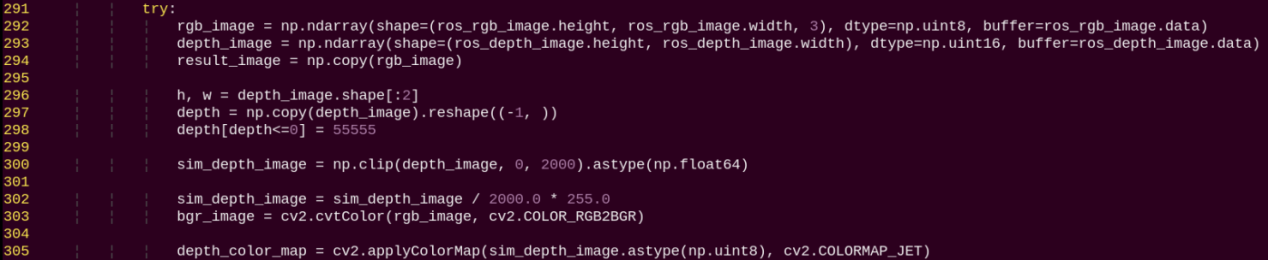 291 try:
292 rgb_image = np.ndarray(shape=(ros_rgb_image.height, ros_rgb_image.width, 3), dtype=np.uint8, buffer=ros_rgb_image.data)
293 depth_image = np.ndarray(shape=(ros_depth_image.height, ros_depth_image.width), dtype=np.uint16, buffer=ros_depth_image.data)
294 result_image = np.copy(rgb_image)
295
296 h, w = depth_image.shape[:2]
297 depth = np.copy(depth_image).reshape((-1, ))
298 depth[depth<=0] = 55555
299
300 sim_depth_image = np.clip(depth_image, 0, 2000).astype(np.float64)
301
302 sim_depth_image = sim_depth_image / 2000.0 * 255.0
303 bgr_image = cv2.cvtColor(rgb_image, cv2.COLOR_RGB2BGR)
304
305 depth_color_map = cv2.applyColorMap(sim_depth_image.astype(np.uint8), cv2.COLORMAP_JET)